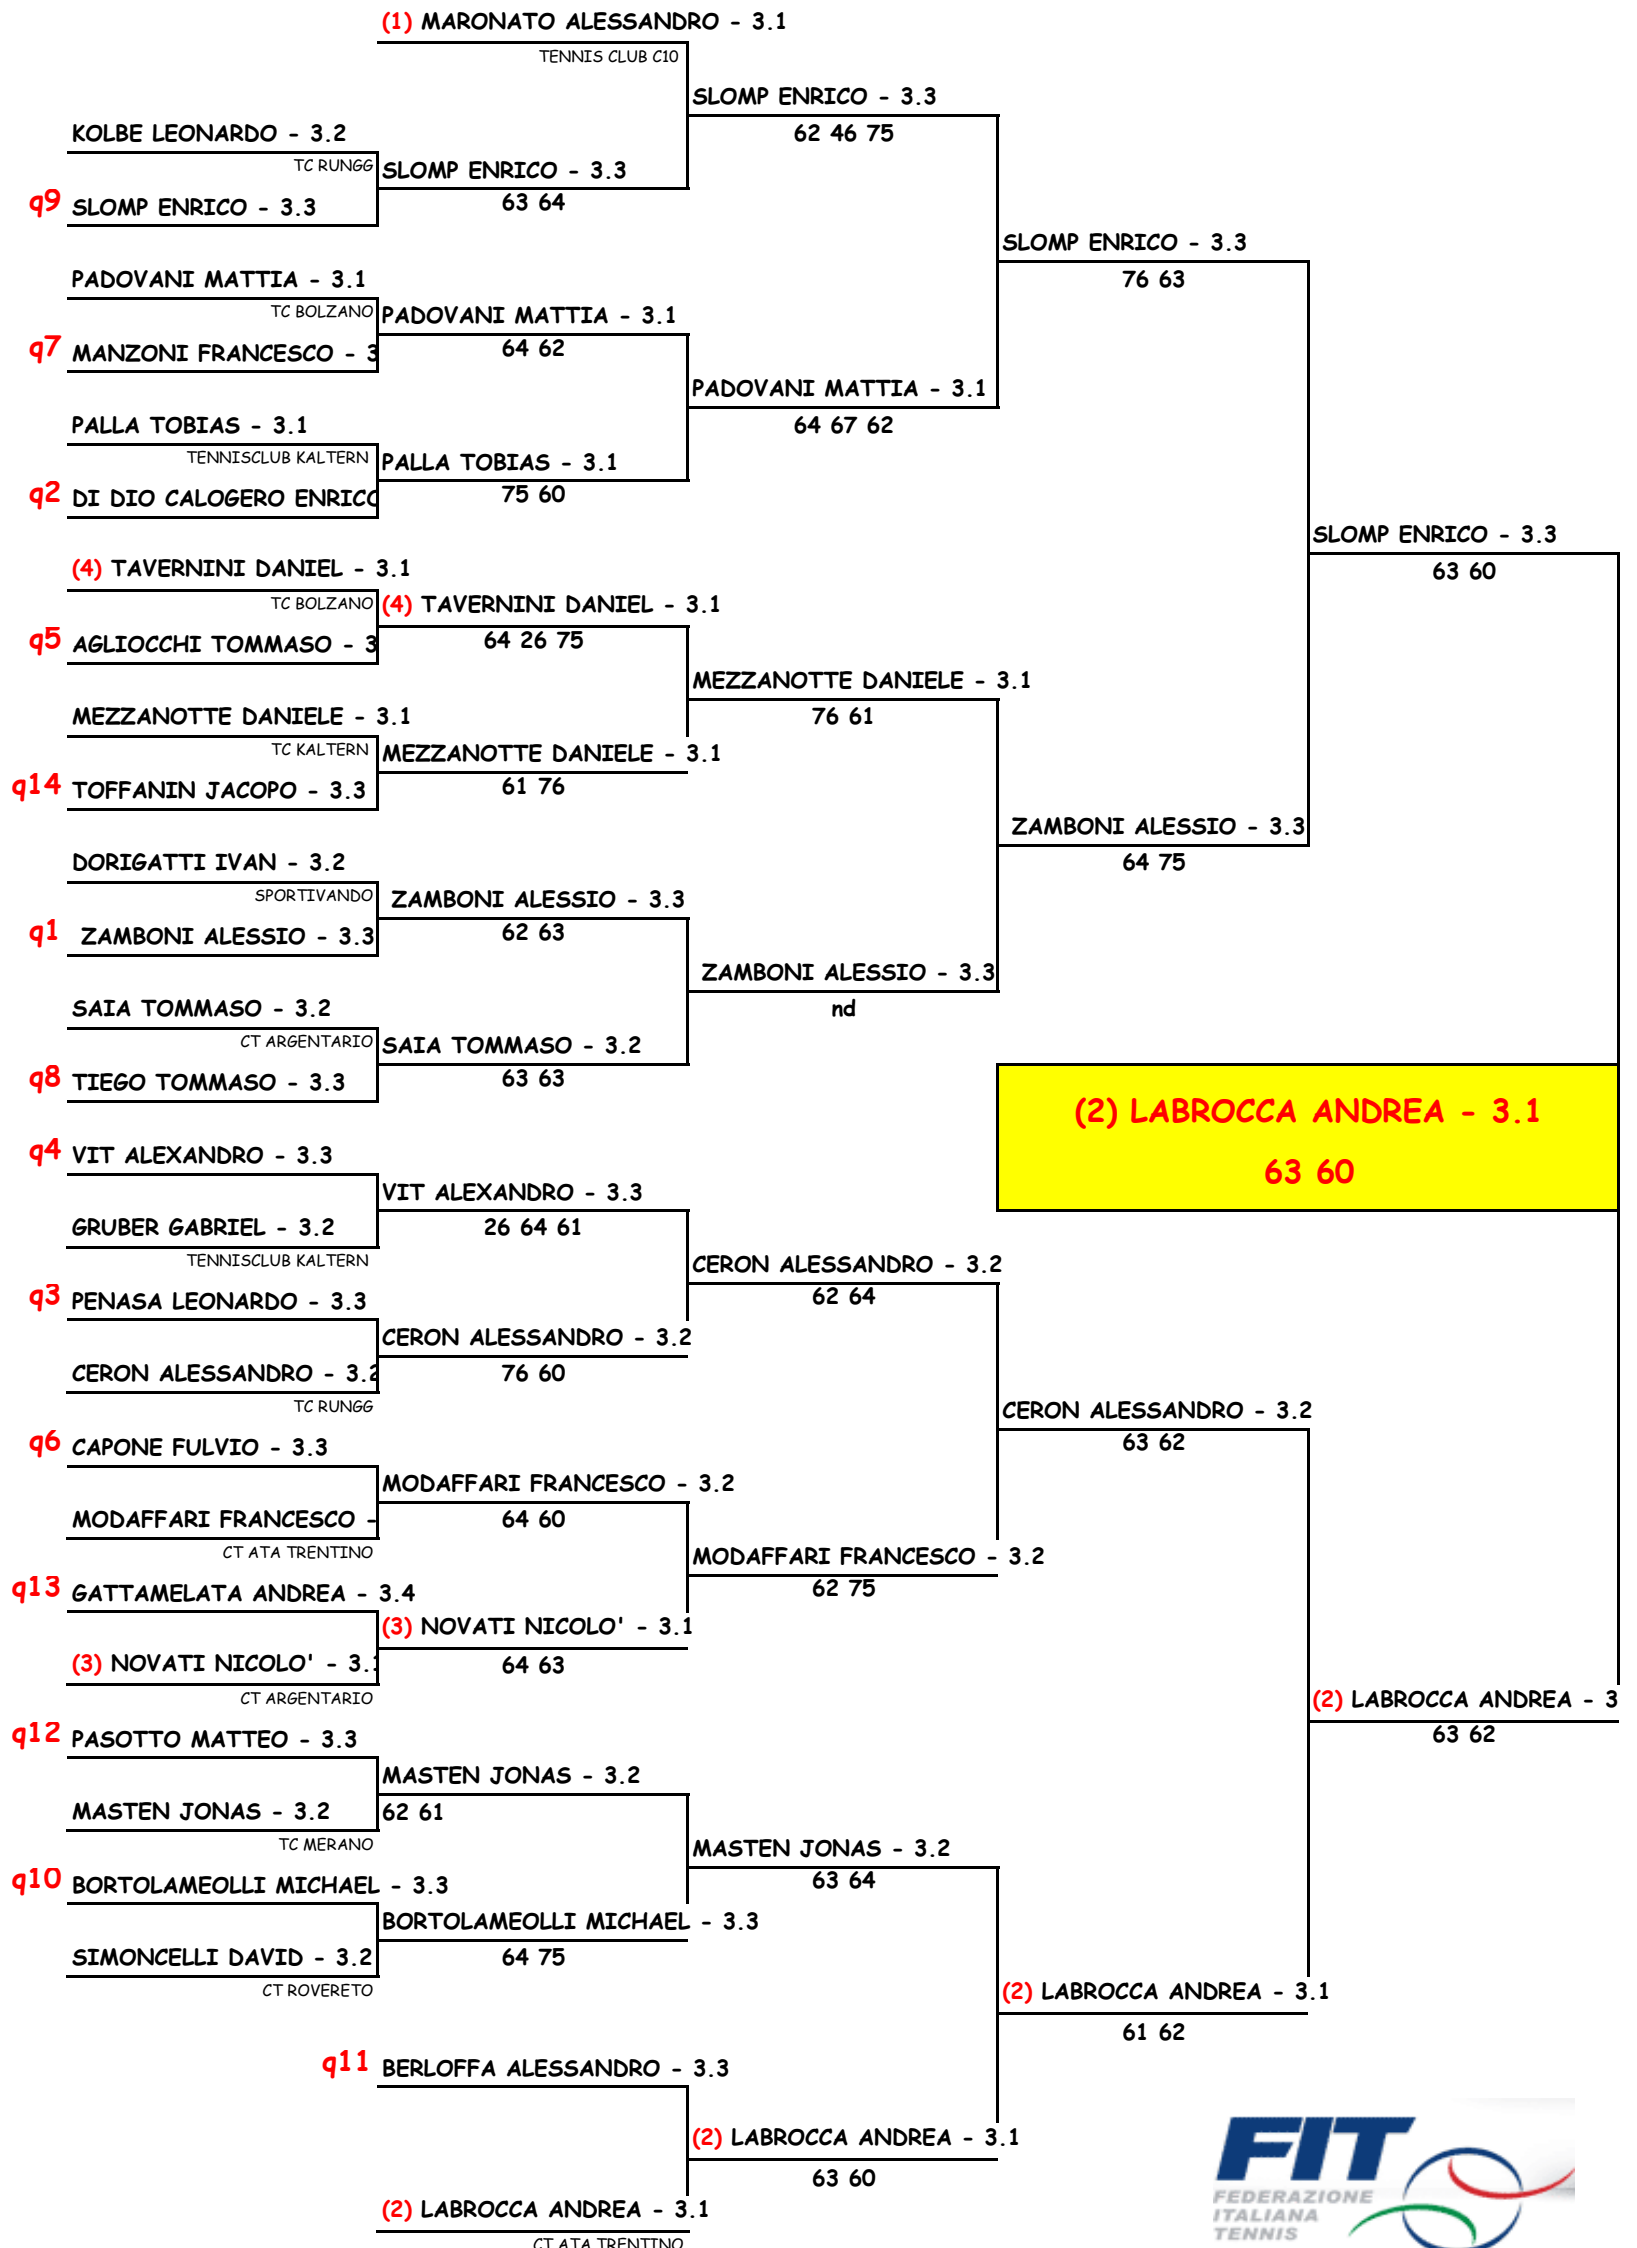 (1) MARONATO ALESSANDRO - 3.1
TENNIS CLUB C10
SLOMP ENRICO - 3.3
62 46 75
KOLBE LEONARDO - 3.2
TC RUNGG
SLOMP ENRICO - 3.3
63 64
q9 SLOMP ENRICO - 3.3
SLOMP ENRICO - 3.3
76 63
PADOVANI MATTIA - 3.1
TC BOLZANO
PADOVANI MATTIA - 3.1
64 62
q7 MANZONI FRANCESCO - 3
PADOVANI MATTIA - 3.1
64 67 62
PALLA TOBIAS - 3.1
TENNISCLUB KALTERN
PALLA TOBIAS - 3.1
75 60
q2 DI DIO CALOGERO ENRICO
SLOMP ENRICO - 3.3
63 60
(4) TAVERNINI DANIEL - 3.1
TC BOLZANO
(4) TAVERNINI DANIEL - 3.1
64 26 75
q5 AGLIOCCHI TOMMASO - 3
MEZZANOTTE DANIELE - 3.1
76 61
MEZZANOTTE DANIELE - 3.1
TC KALTERN
MEZZANOTTE DANIELE - 3.1
61 76
q14 TOFFANIN JACOPO - 3.3
ZAMBONI ALESSIO - 3.3
64 75
DORIGATTI IVAN - 3.2
SPORTIVANDO
ZAMBONI ALESSIO - 3.3
62 63
q1 ZAMBONI ALESSIO - 3.3
ZAMBONI ALESSIO - 3.3
nd
SAIA TOMMASO - 3.2
CT ARGENTARIO
SAIA TOMMASO - 3.2
63 63
q8 TIEGO TOMMASO - 3.3
(2) LABROCCA ANDREA - 3.1
63 60
q4 VIT ALEXANDRO - 3.3
VIT ALEXANDRO - 3.3
26 64 61
GRUBER GABRIEL - 3.2
TENNISCLUB KALTERN
CERON ALESSANDRO - 3.2
62 64
q3 PENASA LEONARDO - 3.3
CERON ALESSANDRO - 3.2
76 60
CERON ALESSANDRO - 3.2
TC RUNGG
CERON ALESSANDRO - 3.2
63 62
q6 CAPONE FULVIO - 3.3
MODAFFARI FRANCESCO - 3.2
64 60
MODAFFARI FRANCESCO -
CT ATA TRENTINO
MODAFFARI FRANCESCO - 3.2
62 75
q13 GATTAMELATA ANDREA - 3.4
(3) NOVATI NICOLO' - 3.1
64 63
(3) NOVATI NICOLO' - 3.1
CT ARGENTARIO
(2) LABROCCA ANDREA - 3
63 62
q12 PASOTTO MATTEO - 3.3
MASTEN JONAS - 3.2
62 61
MASTEN JONAS - 3.2
TC MERANO
MASTEN JONAS - 3.2
63 64
q10 BORTOLAMEOLLI MICHAEL - 3.3
BORTOLAMEOLLI MICHAEL - 3.3
64 75
SIMONCELLI DAVID - 3.2
CT ROVERETO
(2) LABROCCA ANDREA - 3.1
61 62
q11 BERLOFFA ALESSANDRO - 3.3
(2) LABROCCA ANDREA - 3.1
63 60
(2) LABROCCA ANDREA - 3.1
CT ATA TRENTINO
FIT
FEDERAZIONE
ITALIANA
TENNIS